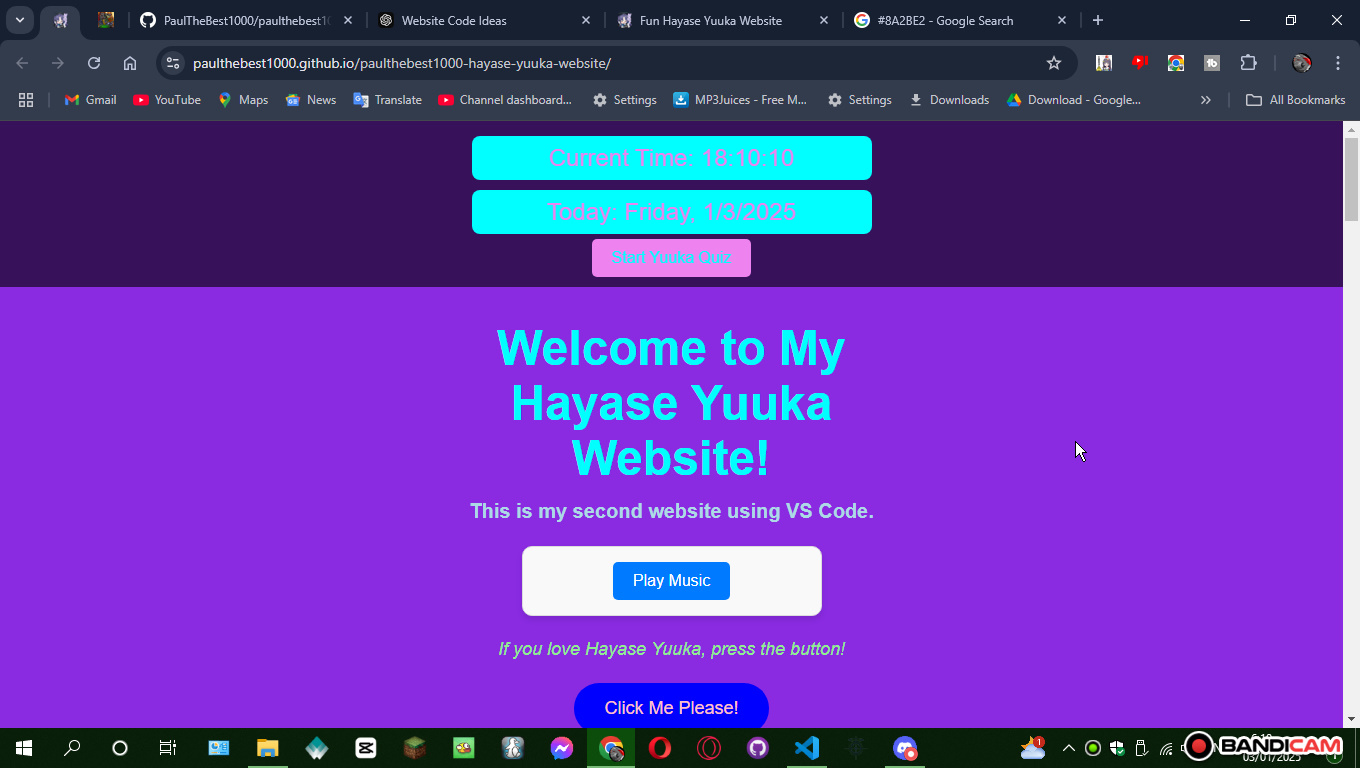 PaulTheBest1000/paulthebest10
Website Code Ideas
Fun Hayase Yuuka Website
#8A2BE2 - Google Search
paulthebest1000.github.io/paulthebest1000-hayase-yuuka-website/
Gmail
YouTube
Maps
News
Translate
Channel dashboard...
Settings
MP3Juices - Free M...
Settings
Downloads
Download - Google...
All Bookmarks
Current Time: 18:10:10
Today: Friday, 1/3/2025
Start Yuuka Quiz
Welcome to My
Hayase Yuuka
Website!
This is my second website using VS Code.
Play Music
If you love Hayase Yuuka, press the button!
Click Me Please!
BANDICAM
03/01/2025